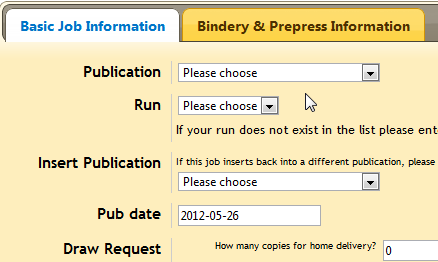 Basic Job Information Bindery & Prepress Information
Publication Please choose
Run Please choose
If your run does not exist in the list please
Insert Publication If this job inserts back into a different publication, please
Please choose
Pub date 2012-05-26
Draw Request How many copies for home delivery? 0